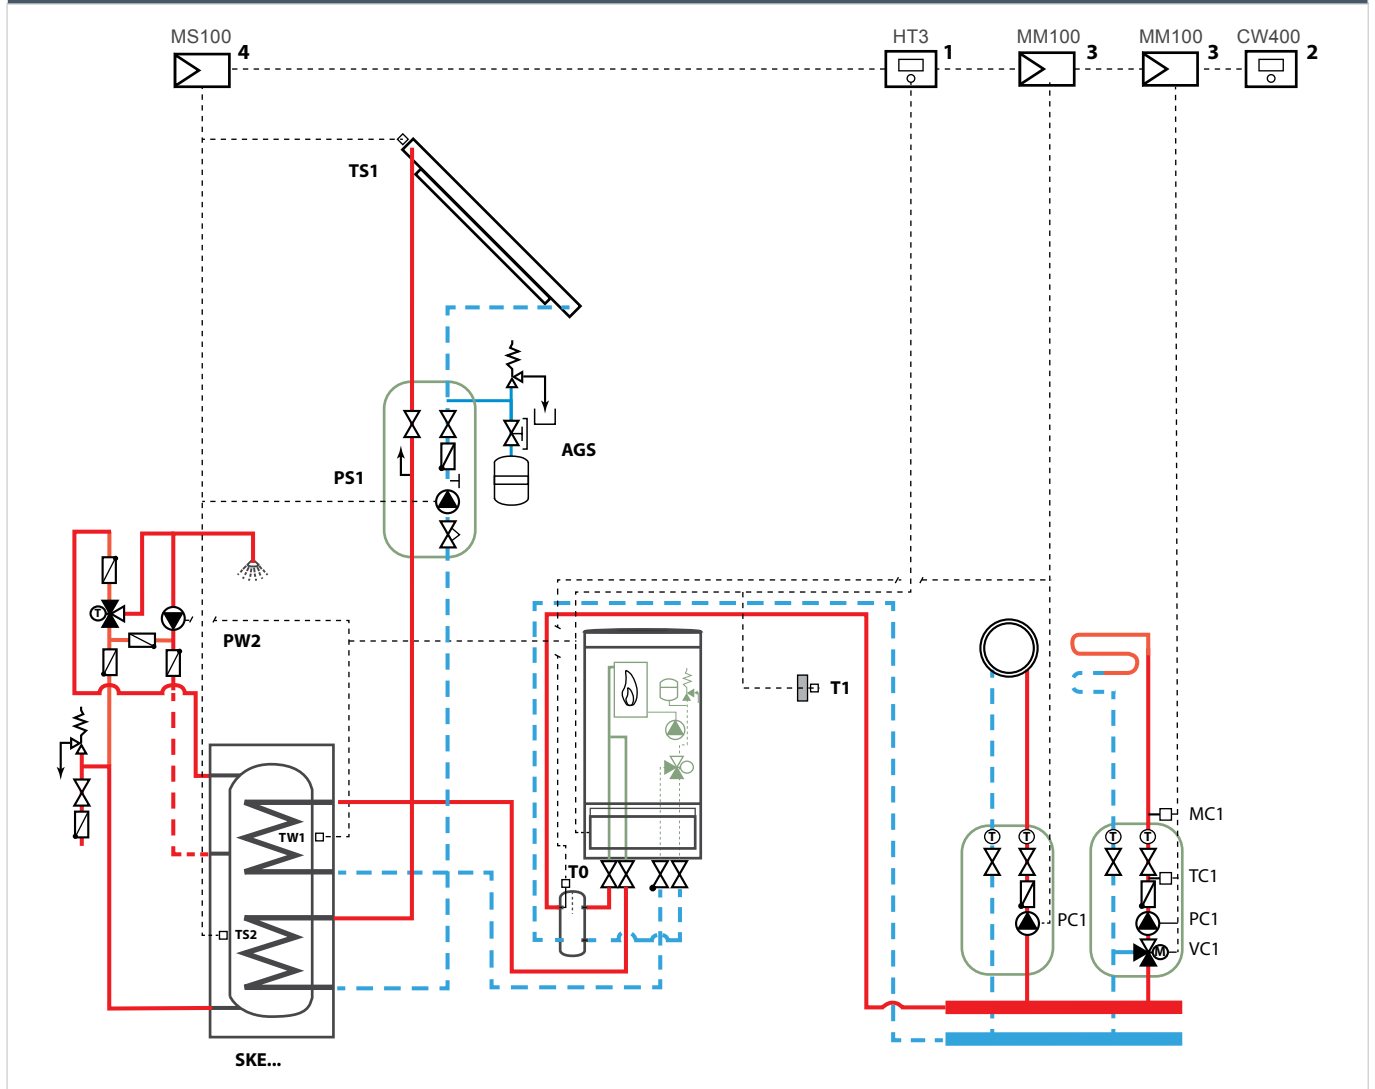 MS100 4
HT3 1
MM100 3
MM100 3
CW400 2
TS1
AGS
PS1
T
PW2
T1
TW1
T0
TS2
T T
T T
MC1
TC1
PC1
PC1
M
VC1
SKE...